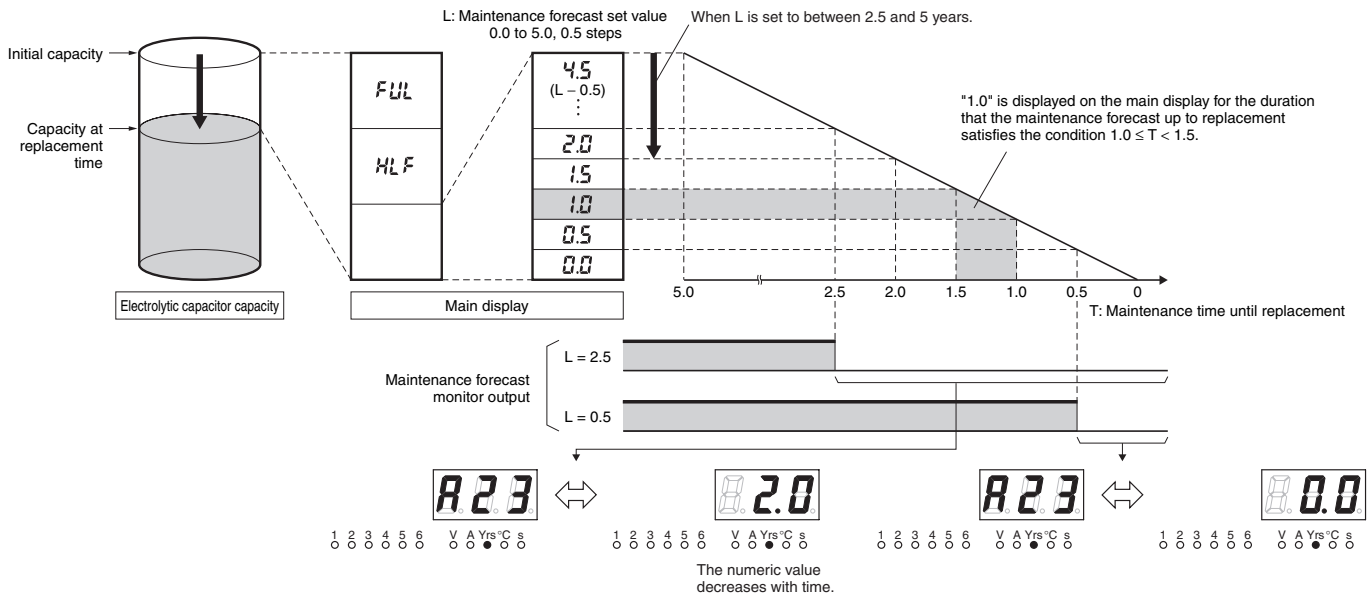 L: Maintenance forecast set value
0.0 to 5.0, 0.5 steps
When L is set to between 2.5 and 5 years.
Initial capacity
Capacity at
replacement
time
Electrolytic capacitor capacity
FUL
HLF
4.5
(L – 0.5)
⋮
2.0
1.5
1.0
0.5
0.0
Main display
"1.0" is displayed on the main display for the duration
that the maintenance forecast up to replacement
satisfies the condition 1.0 ≤ T < 1.5.
5.0 2.5 2.0 1.5 1.0 0.5 0
T: Maintenance time until replacement
Maintenance forecast
monitor output
L = 2.5
L = 0.5
A23 2.0 A23 0.0
1 2 3 4 5 6 V A Yrs °C s 1 2 3 4 5 6 V A Yrs °C s 1 2 3 4 5 6 V A Yrs °C s 1 2 3 4 5 6 V A Yrs °C s
The numeric value
decreases with time.